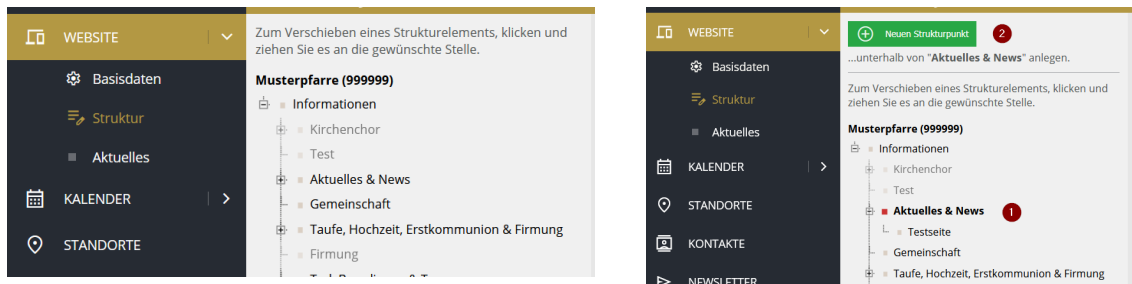 WEBSITE
Basisdaten
Struktur
Aktuelles
KALENDER
STANDORTE
Zum Verschieben eines Strukturelements, klicken und
ziehen Sie es an die gewünschte Stelle.
Musterpfarre (999999)
Informationen
Kirchenchor
Test
Aktuelles & News
Gemeinschaft
Taufe, Hochzeit, Erstkommunion & Firmung
Firmung
WEBSITE
Basisdaten
Struktur
Aktuelles
KALENDER
STANDORTE
KONTAKTE
NEWSLETTER
Neuen Strukturpunkt
2
...unterhalb von "Aktuelles & News" anlegen.
Zum Verschieben eines Strukturelements, klicken und
ziehen Sie es an die gewünschte Stelle.
Musterpfarre (999999)
Informationen
Kirchenchor
Test
Aktuelles & News
1
Testseite
Gemeinschaft
Taufe, Hochzeit, Erstkommunion & Firmung